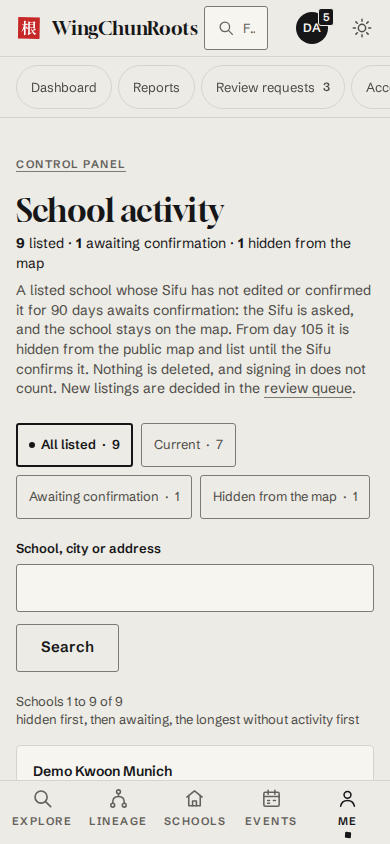 根 WingChunRoots F.. DA 5
Dashboard Reports Review requests 3
CONTROL PANEL
School activity
9 listed · 1 awaiting confirmation · 1 hidden from the
map
A listed school whose Sifu has not edited or confirmed
it for 90 days awaits confirmation: the Sifu is asked,
and the school stays on the map. From day 105 it is
hidden from the public map and list until the Sifu
confirms it. Nothing is deleted, and signing in does not
count. New listings are decided in the review queue.
All listed · 9 Current · 7
Awaiting confirmation · 1 Hidden from the map · 1
School, city or address
Search
Schools 1 to 9 of 9
hidden first, then awaiting, the longest without activity first
Demo Kwoon Munich
EXPLORE LINEAGE SCHOOLS EVENTS ME